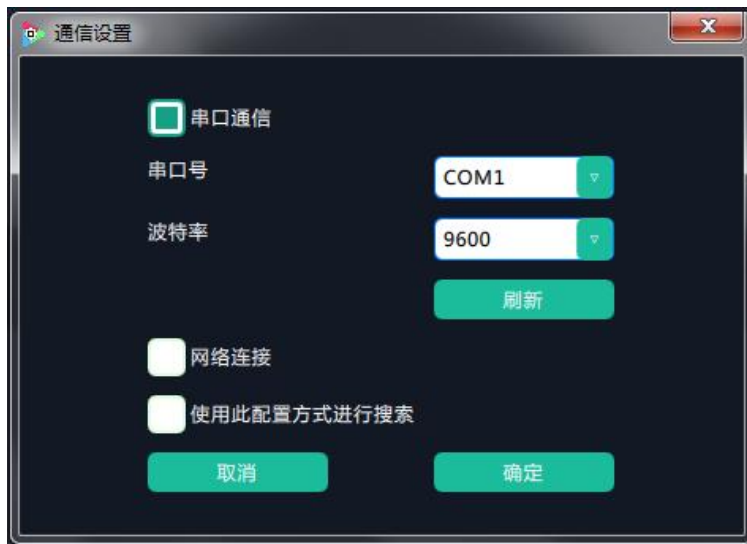 通信设置
串口通信
串口号 COM1
波特率 9600
刷新
网络连接
使用此配置方式进行搜索
取消 确定